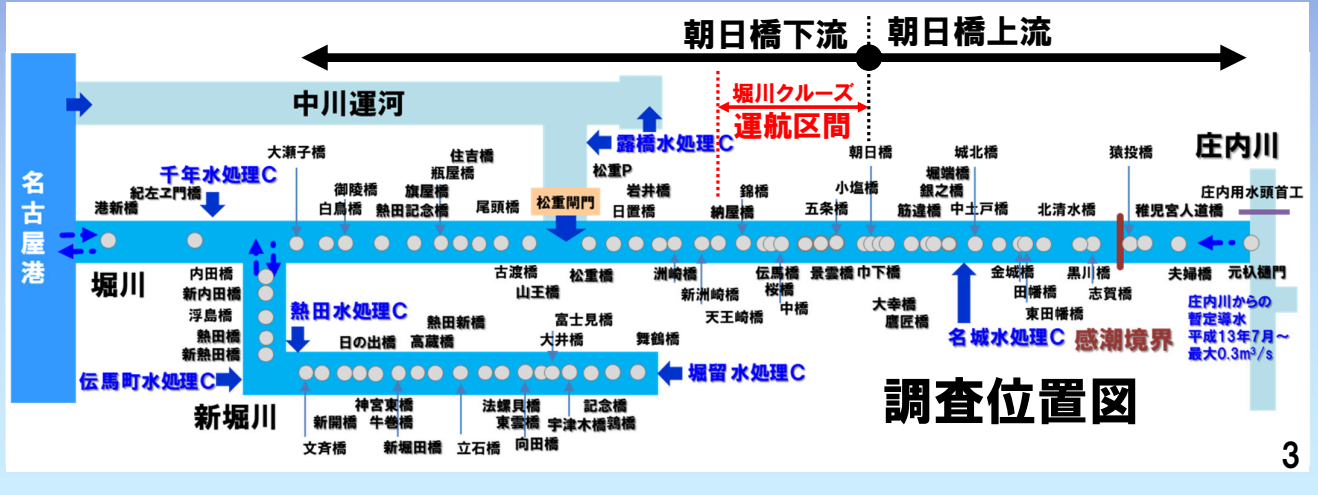 朝日橋下流
朝日橋上流
堀川クルーズ
運航区間
中川運河
露橋水処理C
庄内川
名古屋港
千年水処理C
大瀬子橋
住吉橋
瓶屋橋
松重P
朝日橋
城北橋
猿投橋
紀左ヱ門橋
御陵橋
旗屋橋
松重閘門
岩井橋
錦橋
小塩橋
堀端橋
銀之橋
庄内用水頭首工
港新橋
白鳥橋
熱田記念橋
尾頭橋
日置橋
納屋橋
五条橋
筋違橋
中土戸橋
北清水橋
稚児宮人道橋
堀川
内田橋
新内田橋
浮島橋
熱田橋
新熱田橋
古渡橋
山王橋
松重橋
洲崎橋
新洲崎橋
天王崎橋
伝馬橋
桜橋
中橋
景雲橋
巾下橋
大幸橋
鷹匠橋
金城橋
田幡橋
東田幡橋
黒川橋
志賀橋
夫婦橋
元杁樋門
熱田水処理C
名城水処理C
感潮境界
庄内川からの
暫定導水
平成13年7月～
最大0.3m³/s
日の出橋
高蔵橋
熱田新橋
富士見橋
大井橋
舞鶴橋
伝馬町水処理C
堀留水処理C
新堀川
文斉橋
新開橋
神宮東橋
牛巻橋
新堀田橋
立石橋
法螺貝橋
東雲橋
向田橋
宇津木橋
記念橋
鶉橋
調査位置図
3